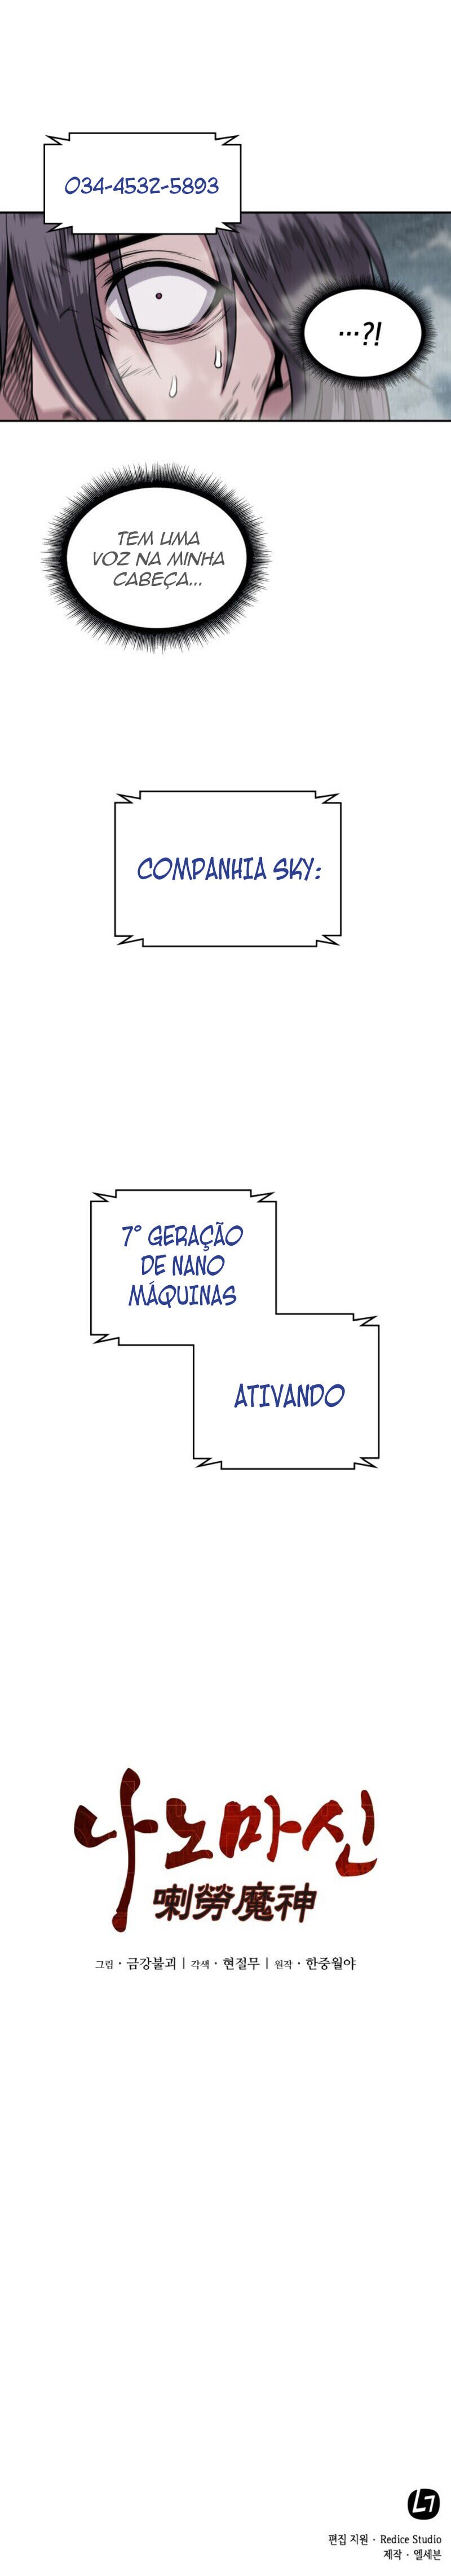 034-4532-5893
...?!
TEM UMA
VOZ NA MINHA
CABEÇA...
COMPANHIA SKY:
7° GERAÇÃO
DE NANO
MÁQUINAS
ATIVANDO
나노마신
喇勞魔神
그림 · 금강불괴 | 각색 · 현절무 | 원작 · 한중월야
L7
편집 지원 · Redice Studio
제작 · 엘세븐